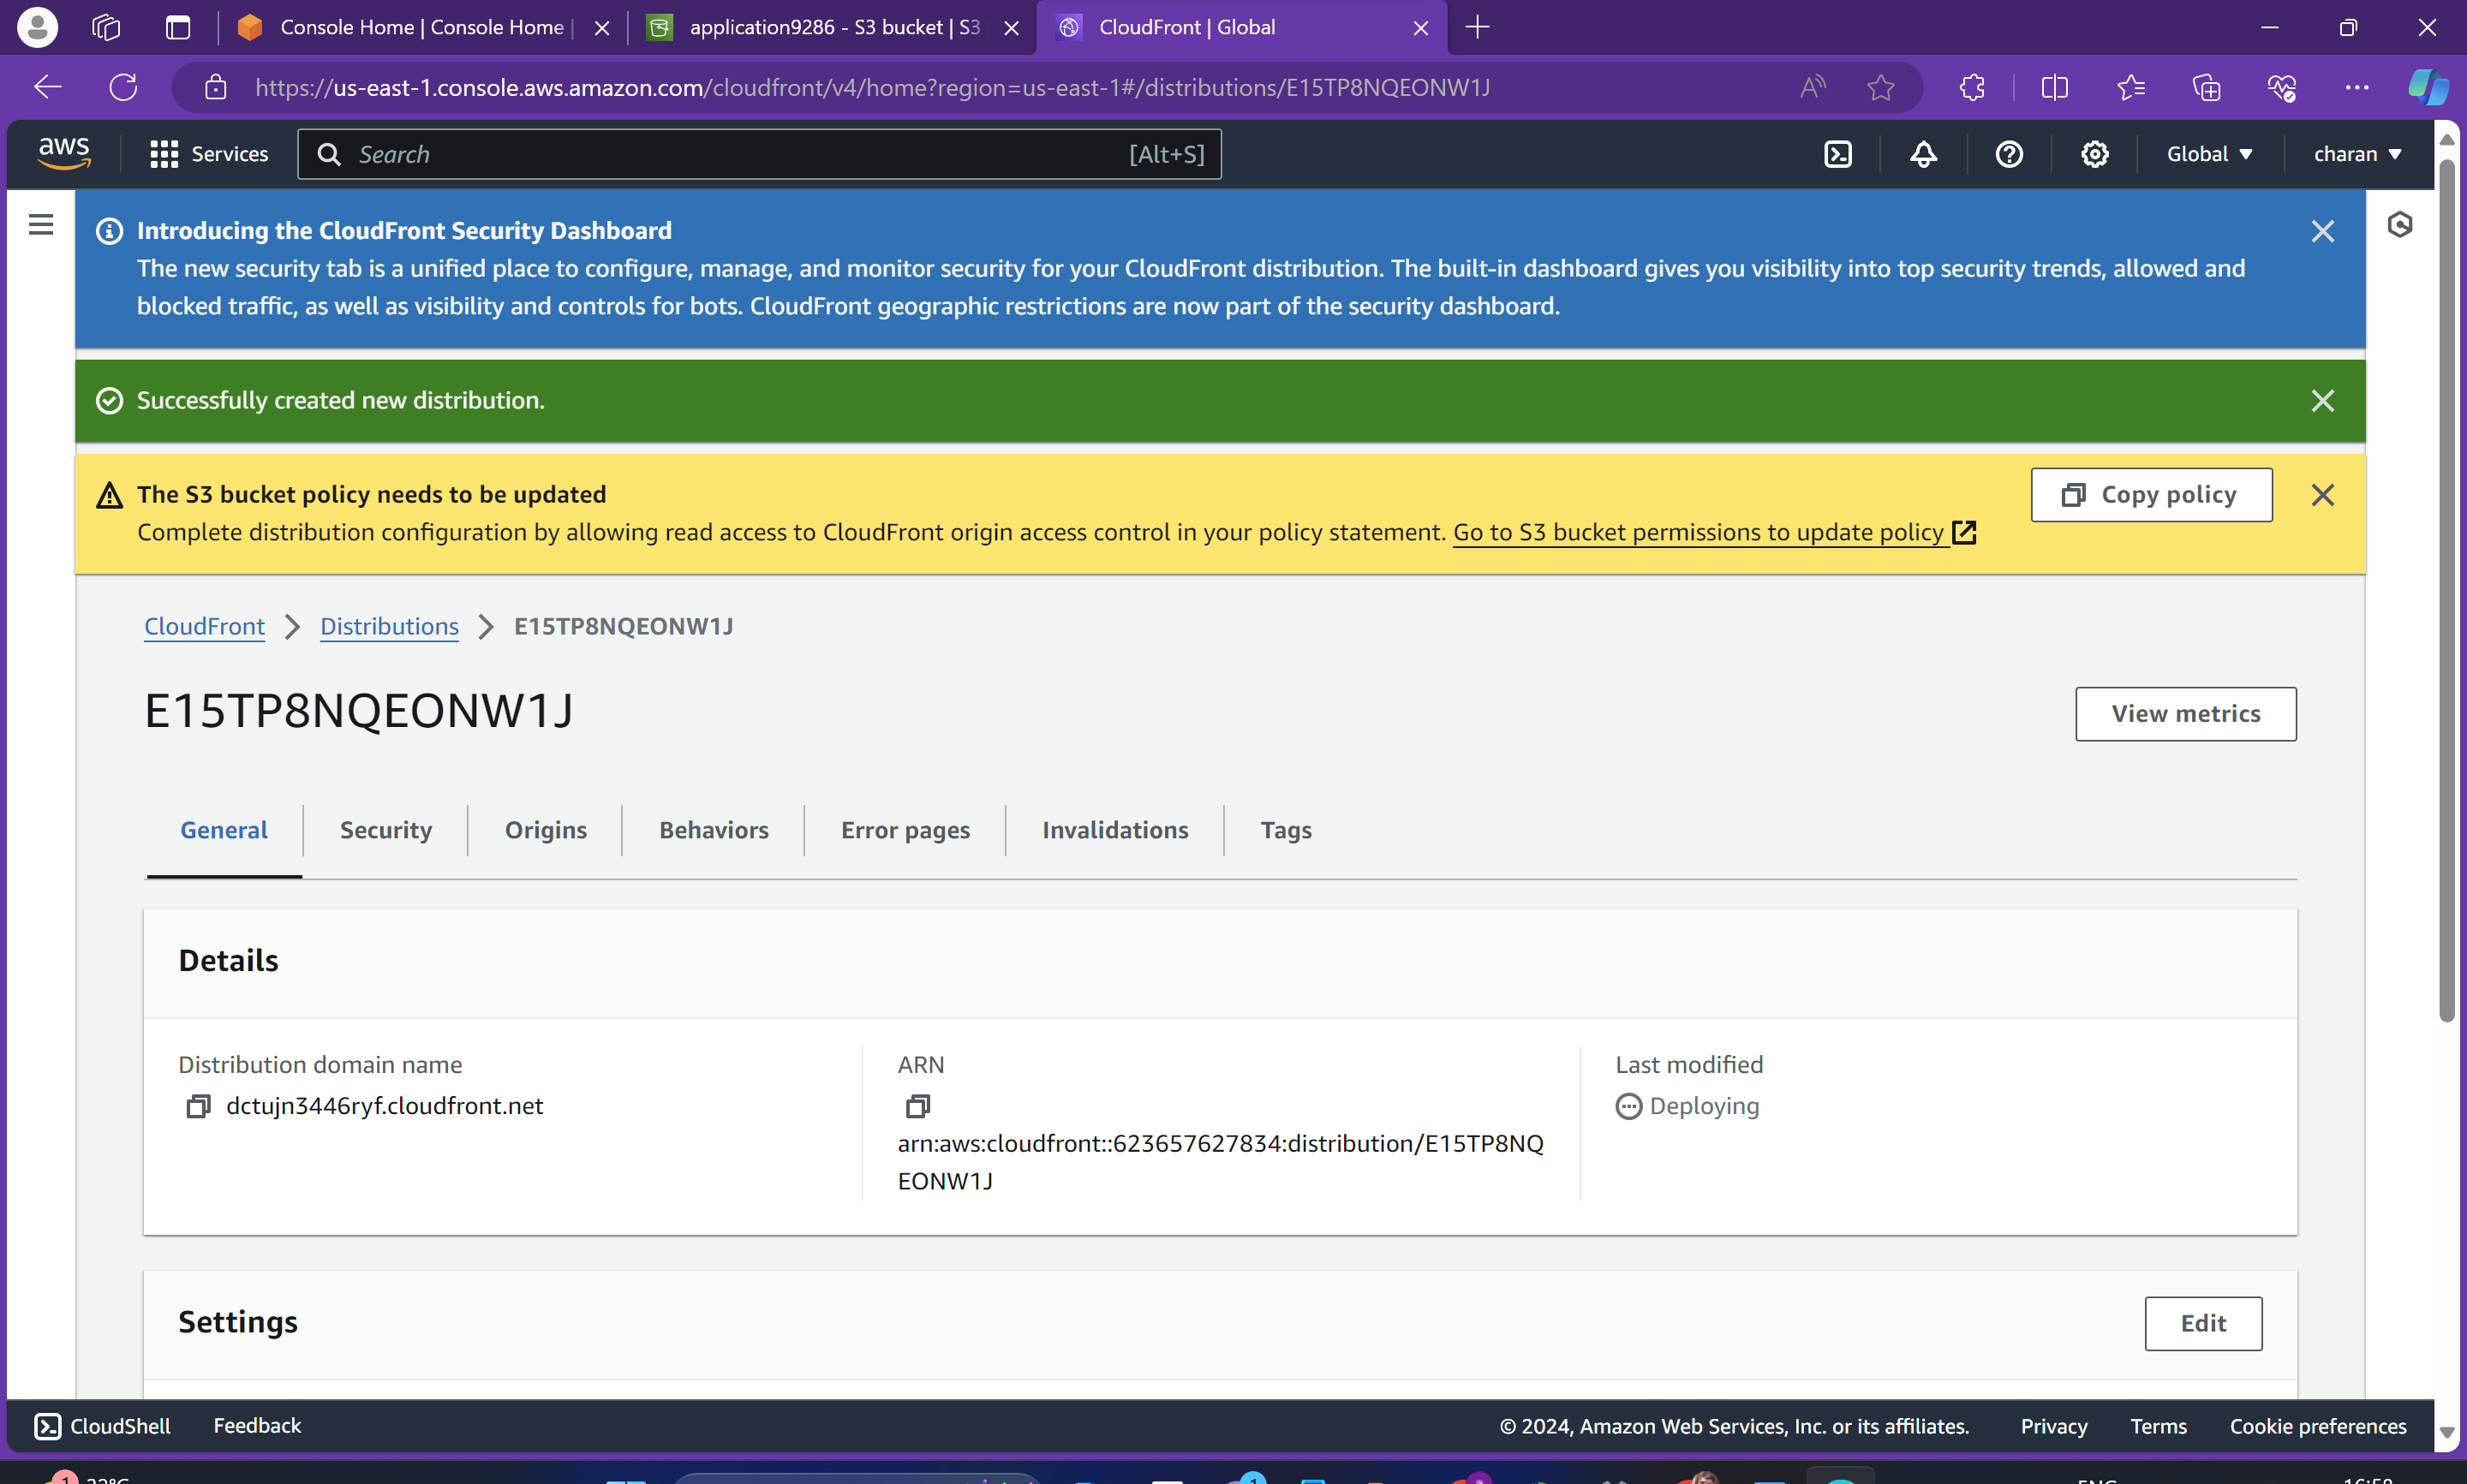 Console Home | Console Home |
application9286 - S3 bucket | S3
CloudFront | Global
https://us-east-1.console.aws.amazon.com/cloudfront/v4/home?region=us-east-1#/distributions/E15TP8NQEONW1J
aws
Services
Search
[Alt+S]
Global
charan
Introducing the CloudFront Security Dashboard
The new security tab is a unified place to configure, manage, and monitor security for your CloudFront distribution. The built-in dashboard gives you visibility into top security trends, allowed and
blocked traffic, as well as visibility and controls for bots. CloudFront geographic restrictions are now part of the security dashboard.
Successfully created new distribution.
The S3 bucket policy needs to be updated
Complete distribution configuration by allowing read access to CloudFront origin access control in your policy statement. Go to S3 bucket permissions to update policy
Copy policy
CloudFront
Distributions
E15TP8NQEONW1J
E15TP8NQEONW1J
View metrics
General
Security
Origins
Behaviors
Error pages
Invalidations
Tags
Details
Distribution domain name
dctujn3446ryf.cloudfront.net
ARN
arn:aws:cloudfront::623657627834:distribution/E15TP8NQ
EONW1J
Last modified
Deploying
Settings
Edit
CloudShell
Feedback
© 2024, Amazon Web Services, Inc. or its affiliates.
Privacy
Terms
Cookie preferences